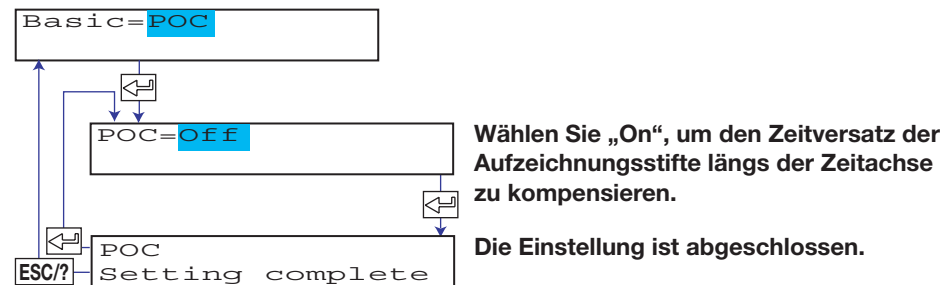 Basic=POC
POC=Off
Wählen Sie „On“, um den Zeitversatz der
Aufzeichnungsstifte längs der Zeitachse
zu kompensieren.
POC
Setting complete
Die Einstellung ist abgeschlossen.
ESC/?